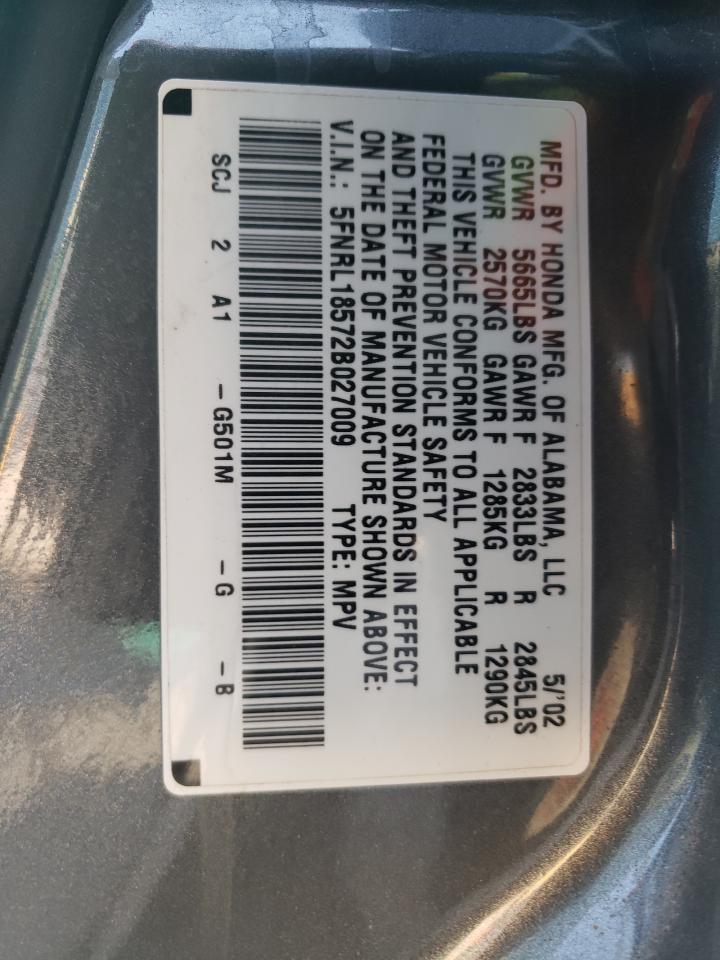 MFD. BY HONDA MFG. OF ALABAMA, LLC 5/'02
GVWR 5665LBS GAWR F 2833LBS R 2845LBS
GVWR 2570KG GAWR F 1285KG R 1290KG
THIS VEHICLE CONFORMS TO ALL APPLICABLE
FEDERAL MOTOR VEHICLE SAFETY
AND THEFT PREVENTION STANDARDS IN EFFECT
ON THE DATE OF MANUFACTURE SHOWN ABOVE:
V.I.N.: 5FNRL18572B027009 TYPE: MPV
SCJ 2 A1 -G501M -G -B